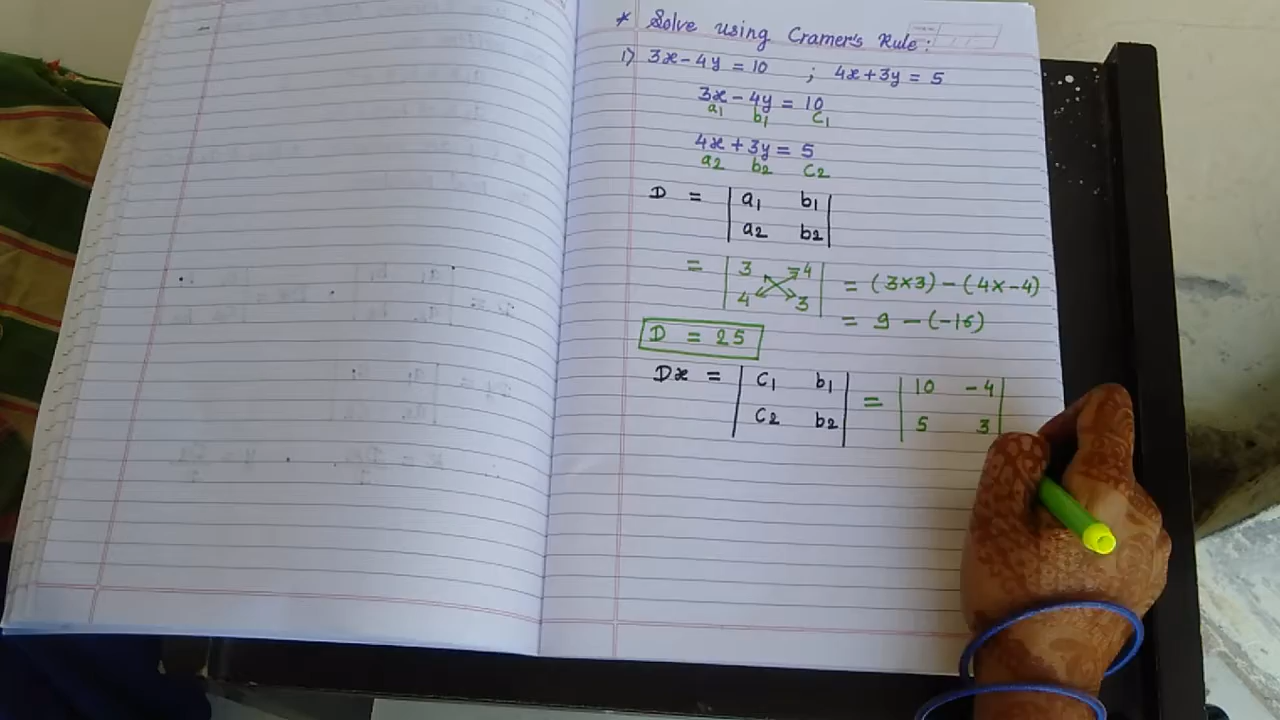 * Solve using Cramer's Rule:
1) 3x - 4y = 10 ; 4x + 3y = 5
3x - 4y = 10
a1 b1 c1
4x + 3y = 5
a2 b2 c2
D = | a1 b1 |
| a2 b2 |
= | 3 -4 | = (3×3) - (4×-4)
| 4 3 |
= 9 - (-16)
D = 25
Dx = | c1 b1 | = | 10 -4 |
| c2 b2 | | 5 3 |